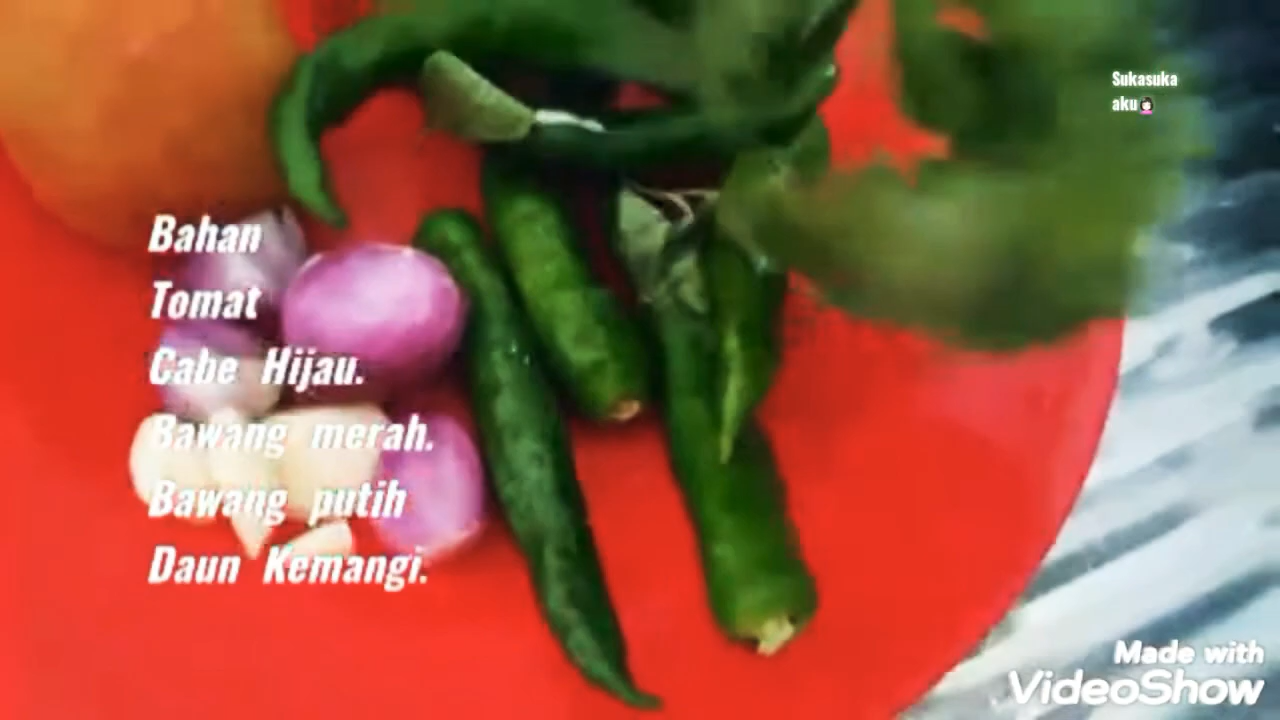 Sukasuka
aku🙍🏻‍♀️
Bahan
Tomat
Cabe Hijau.
Bawang merah.
Bawang putih
Daun Kemangi.
Made with
VideoShow